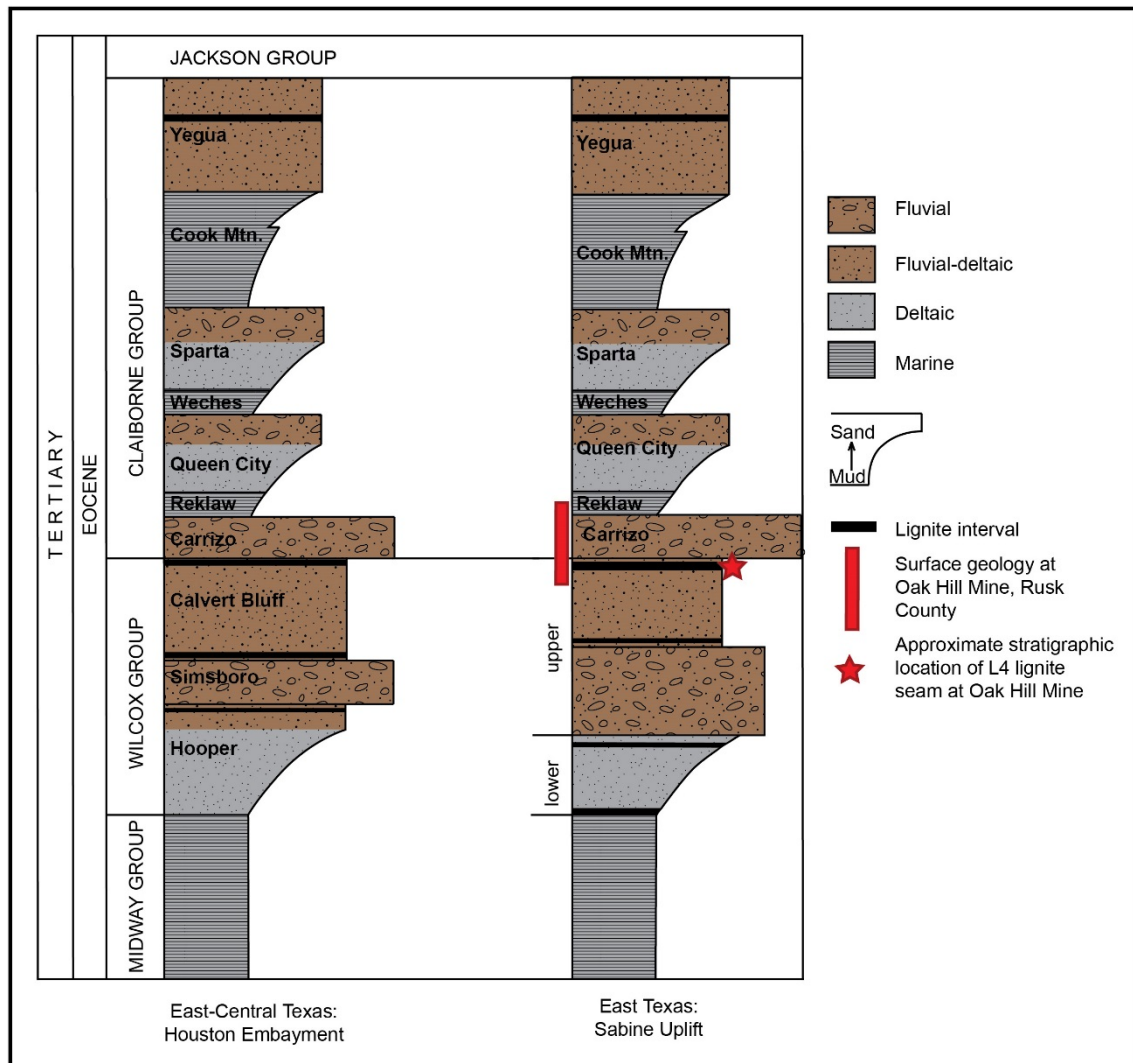 JACKSON GROUP
TERTIARY
EOCENE
CLAIBORNE GROUP
WILCOX GROUP
MIDWAY GROUP
Yegua
Cook Mtn.
Sparta
Weches
Queen City
Reklaw
Carrizo
Calvert Bluff
Simsboro
Hooper
East-Central Texas:
Houston Embayment
Yegua
Cook Mtn.
Sparta
Weches
Queen City
Reklaw
Carrizo
upper
lower
East Texas:
Sabine Uplift
Fluvial
Fluvial-deltaic
Deltaic
Marine
Sand
Mud
Lignite interval
Surface geology at
Oak Hill Mine, Rusk
County
Approximate stratigraphic
location of L4 lignite
seam at Oak Hill Mine